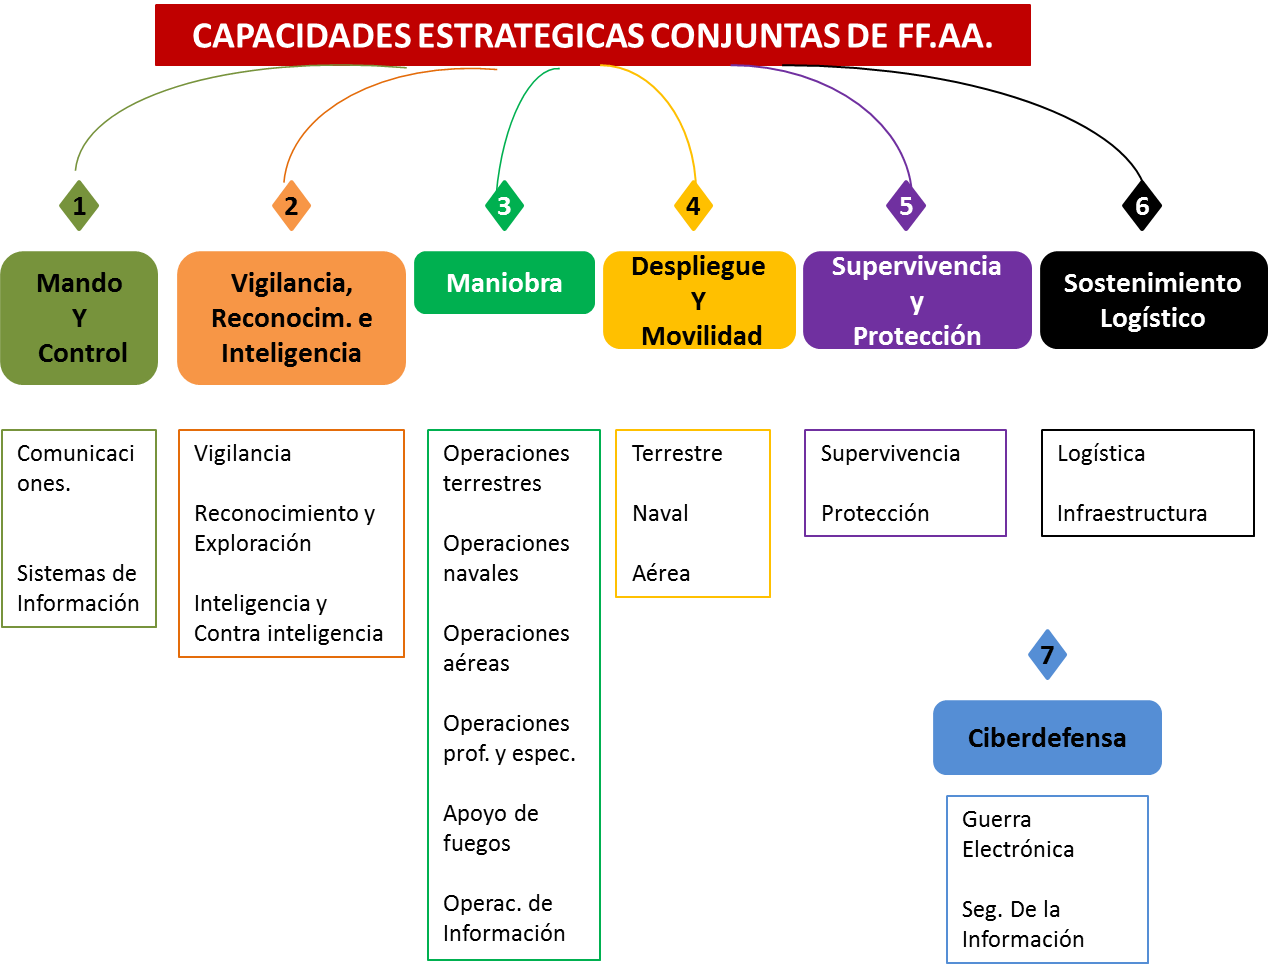 CAPACIDADES ESTRATEGICAS CONJUNTAS DE FF.AA.
1
Mando
Y
Control
Comunicaci
ones.
Sistemas de
Información
2
Vigilancia,
Reconocim. e
Inteligencia
Vigilancia
Reconocimiento y
Exploración
Inteligencia y
Contra inteligencia
3
Maniobra
Operaciones
terrestres
Operaciones
navales
Operaciones
aéreas
Operaciones
prof. y espec.
Apoyo de
fuegos
Operac. de
Información
4
Despliegue
Y
Movilidad
Terrestre
Naval
Aérea
5
Supervivencia
y
Protección
Supervivencia
Protección
6
Sostenimiento
Logístico
Logística
Infraestructura
7
Ciberdefensa
Guerra
Electrónica
Seg. De la
Información